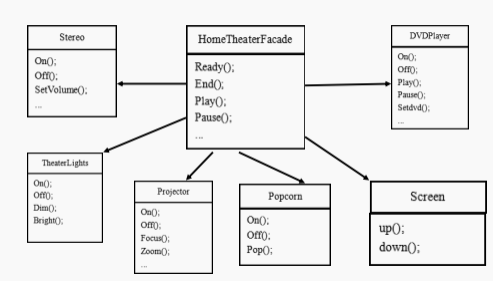 Stereo
On();
Off();
SetVolume();
...
HomeTheaterFacade
Ready();
End();
Play();
Pause();
...
DVDPlayer
On();
Off();
Play();
Pause();
Setdvd();
...
TheaterLights
On();
Off();
Dim();
Bright();
Projector
On();
Off();
Focus();
Zoom();
...
Popcorn
On();
Off();
Pop();
Screen
up();
down();